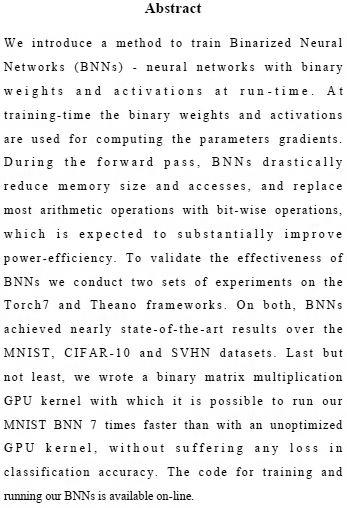 Abstract
We introduce a method to train Binarized Neural
Networks (BNNs) - neural networks with binary
weights and activations at run-time. At
training-time the binary weights and activations
are used for computing the parameters gradients.
During the forward pass, BNNs drastically
reduce memory size and accesses, and replace
most arithmetic operations with bit-wise operations,
which is expected to substantially improve
power-efficiency. To validate the effectiveness of
BNNs we conduct two sets of experiments on the
Torch7 and Theano frameworks. On both, BNNs
achieved nearly state-of-the-art results over the
MNIST, CIFAR-10 and SVHN datasets. Last but
not least, we wrote a binary matrix multiplication
GPU kernel with which it is possible to run our
MNIST BNN 7 times faster than with an unoptimized
GPU kernel, without suffering any loss in
classification accuracy. The code for training and
running our BNNs is available on-line.